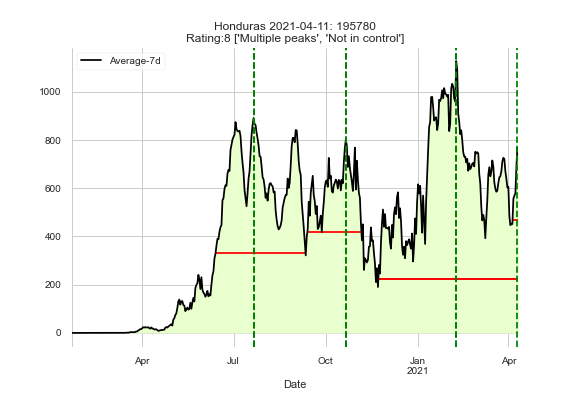 Honduras 2021-04-11: 195780
Rating:8 ['Multiple peaks', 'Not in control']
Average-7d
1000
800
600
400
200
0
Apr
Jul
Oct
Jan
2021
Apr
Date